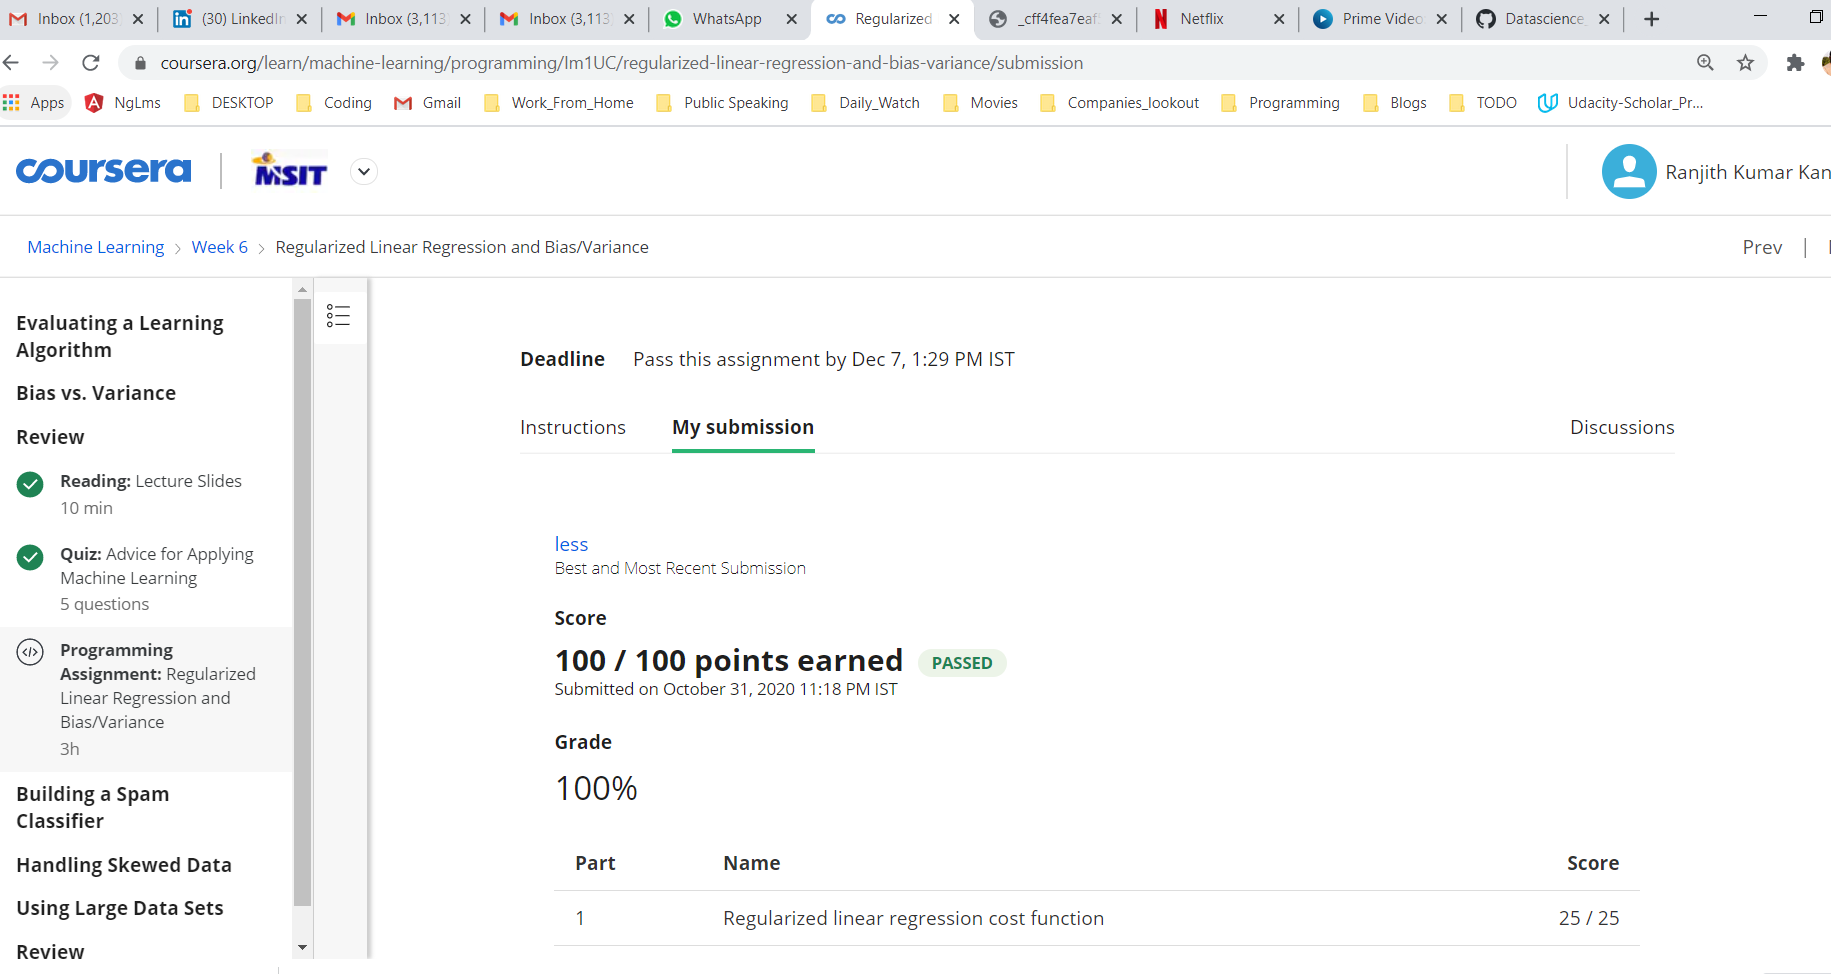 Inbox (1,203
(30) LinkedIn
Inbox (3,113
Inbox (3,113
WhatsApp
Regularized
_cff4fea7eaf5
Netflix
Prime Video
Datascience_
coursera.org/learn/machine-learning/programming/lm1UC/regularized-linear-regression-and-bias-variance/submission
Apps
NgLms
DESKTOP
Coding
Gmail
Work_From_Home
Public Speaking
Daily_Watch
Movies
Companies_lookout
Programming
Blogs
TODO
Udacity-Scholar_Pr...
coursera
MSIT
Ranjith Kumar Kan
Machine Learning > Week 6 > Regularized Linear Regression and Bias/Variance
Prev |
Evaluating a Learning
Algorithm
Bias vs. Variance
Review
Reading: Lecture Slides
10 min
Quiz: Advice for Applying
Machine Learning
5 questions
Programming
Assignment: Regularized
Linear Regression and
Bias/Variance
3h
Building a Spam
Classifier
Handling Skewed Data
Using Large Data Sets
Review
Deadline Pass this assignment by Dec 7, 1:29 PM IST
Instructions My submission Discussions
less
Best and Most Recent Submission
Score
100 / 100 points earned PASSED
Submitted on October 31, 2020 11:18 PM IST
Grade
100%
Part Name Score
1 Regularized linear regression cost function 25 / 25